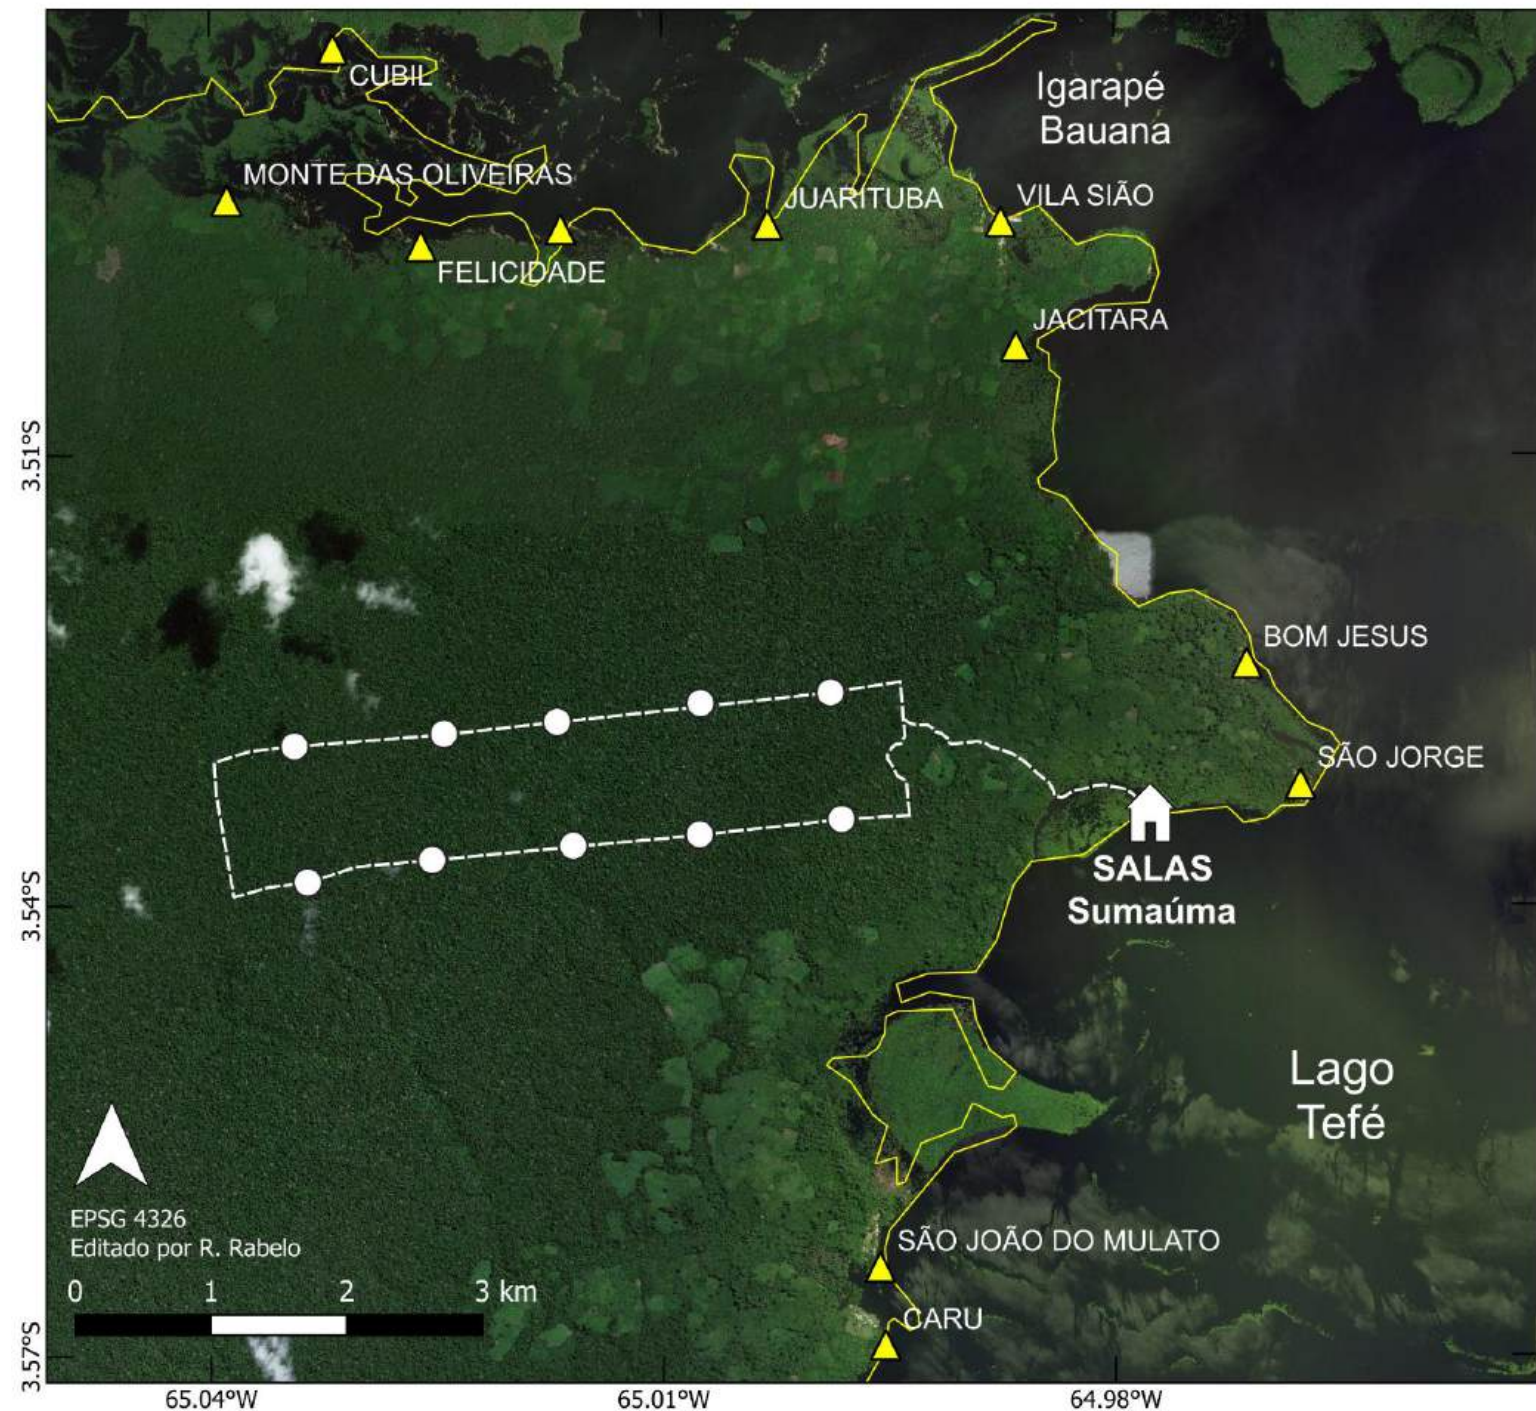 CUBIL
Igarapé
Bauana
MONTE DAS OLIVEIRAS
JUARITUBA
VILA SIÃO
FELICIDADE
JACITARA
3.51°S
BOM JESUS
SÃO JORGE
SALAS
Sumaúma
3.54°S
Lago
Tefé
EPSG 4326
Editado por R. Rabelo
SÃO JOÃO DO MULATO
0 1 2 3 km
CARU
3.57°S
65.04°W 65.01°W 64.98°W